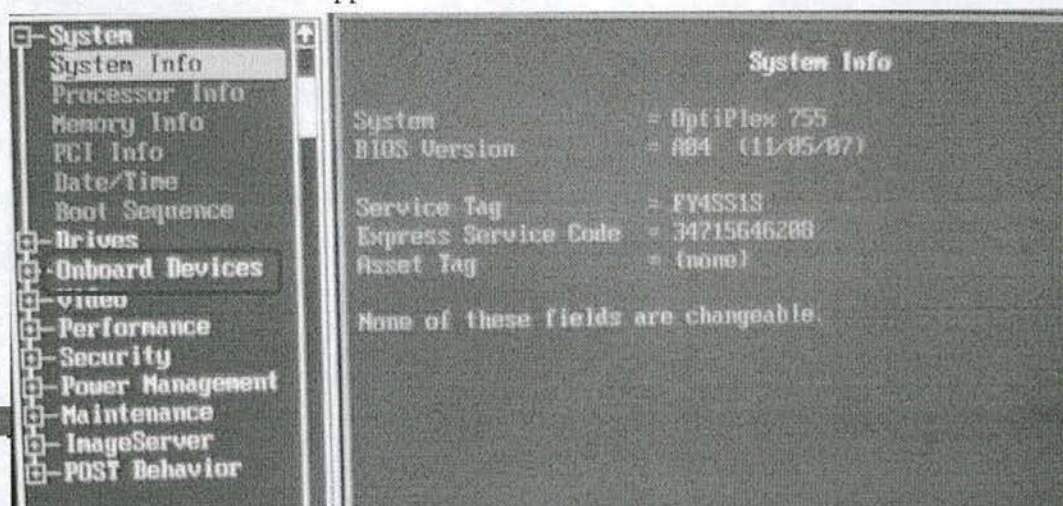 System
System Info
Processor Info
Memory Info
PCI Info
Date/Time
Boot Sequence
Drives
Onboard Devices
Video
Performance
Security
Power Management
Maintenance
ImageServer
POST Behavior
System Info
System = OptiPlex 755
BIOS Version = A04 (11/05/07)
Service Tag = FY4SS1S
Express Service Code = 34715646208
Asset Tag = (none)
None of these fields are changeable.